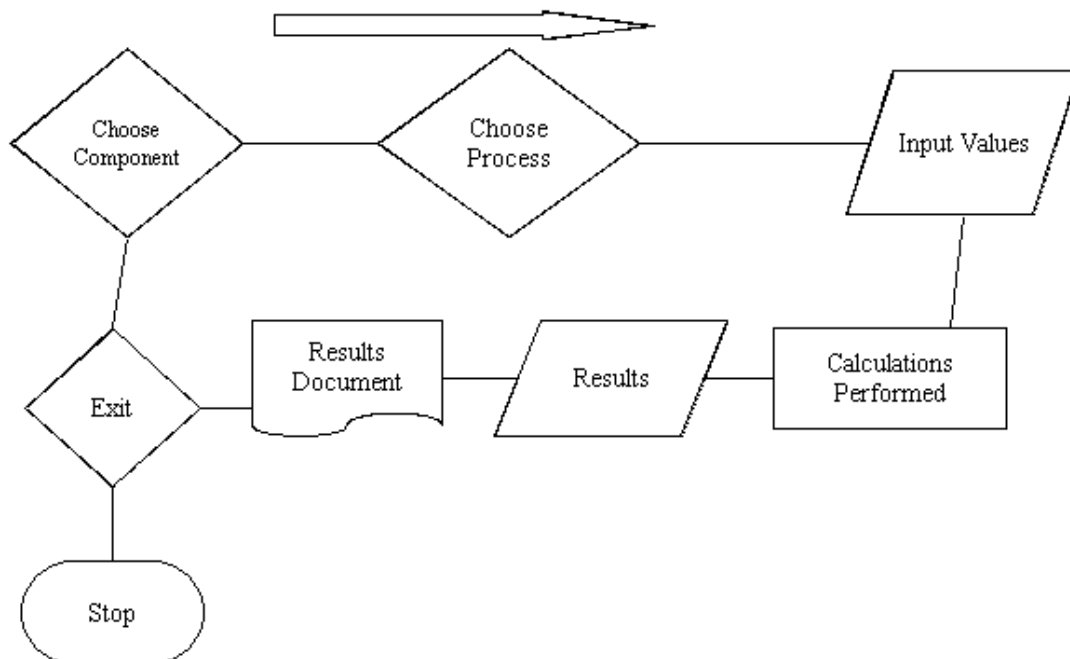 Choose
Component
Choose
Process
Input Values
Results
Document
Results
Calculations
Performed
Exit
Stop